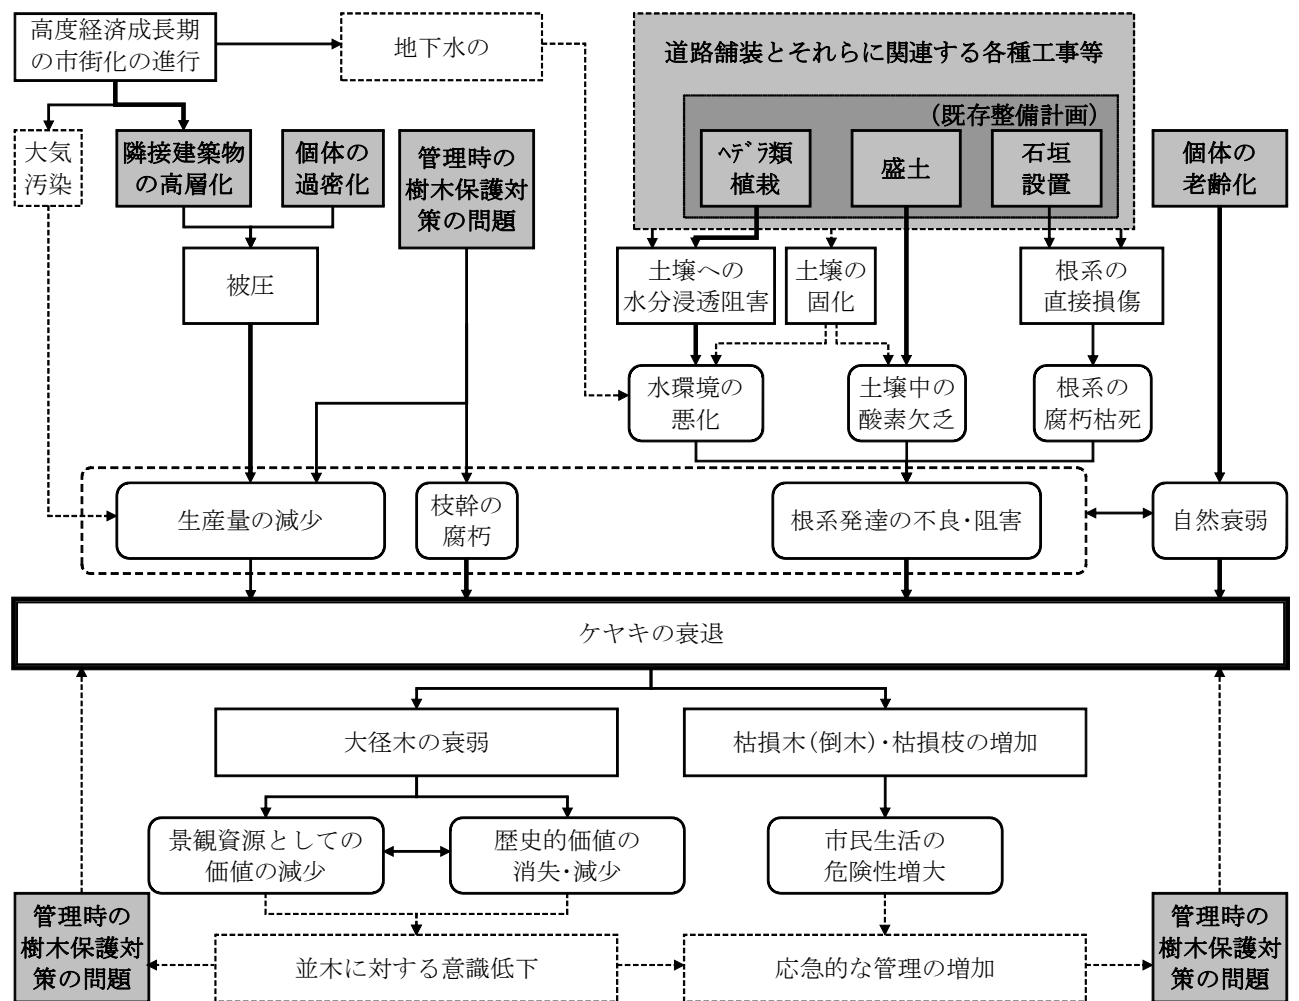 高度経済成長期
の市街化の進行
地下水の
道路舗装とそれらに関連する各種工事等
(既存整備計画)
大気
汚染
隣接建築物
の高層化
個体の
過密化
管理時の
樹木保護対
策の問題
ﾍﾃﾞﾗ類
植栽
盛土
石垣
設置
個体の
老齢化
被圧
土壌への
水分浸透阻害
土壌の
固化
根系の
直接損傷
水環境の
悪化
土壌中の
酸素欠乏
根系の
腐朽枯死
生産量の減少
枝幹の
腐朽
根系発達の不良・阻害
自然衰弱
ケヤキの衰退
大径木の衰弱
枯損木(倒木)・枯損枝の増加
景観資源としての
価値の減少
歴史的価値の
消失・減少
市民生活の
危険性増大
管理時の
樹木保護対
策の問題
並木に対する意識低下
応急的な管理の増加
管理時の
樹木保護対
策の問題